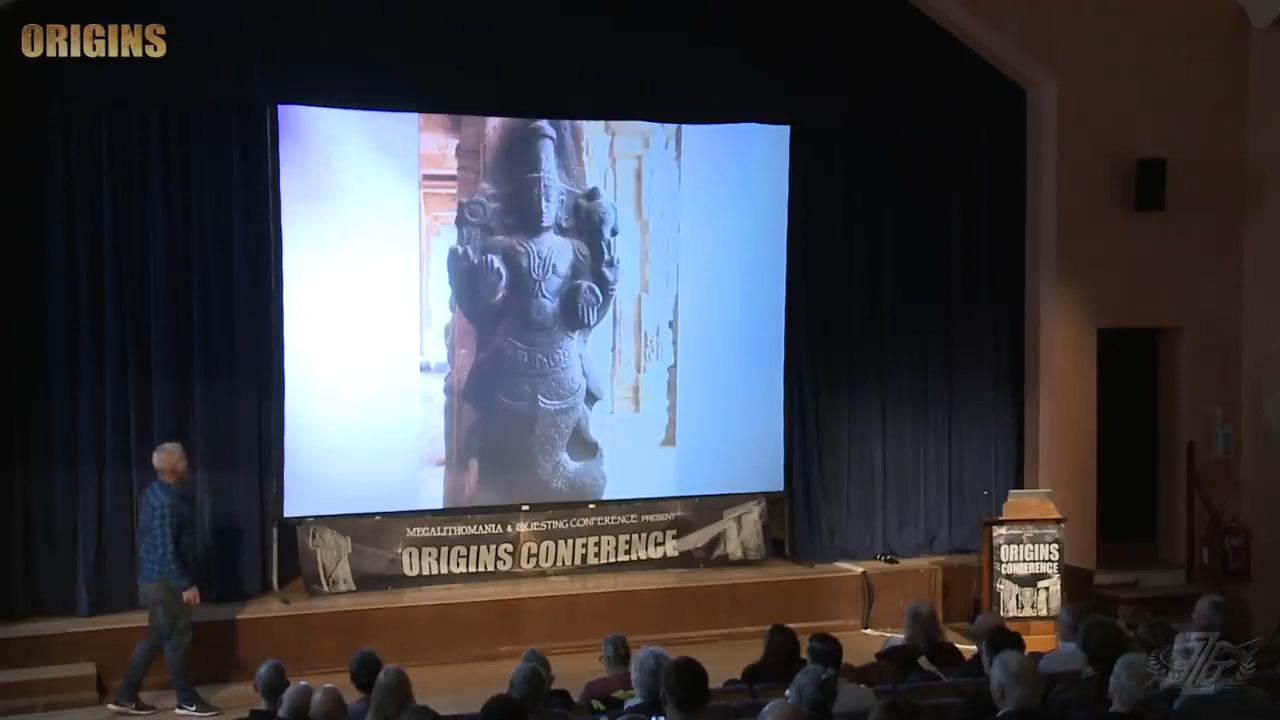 ORIGINS
MEGALITHOMANIA & QUESTING CONFERENCE PRESENT
ORIGINS CONFERENCE
ORIGINS
CONFERENCE